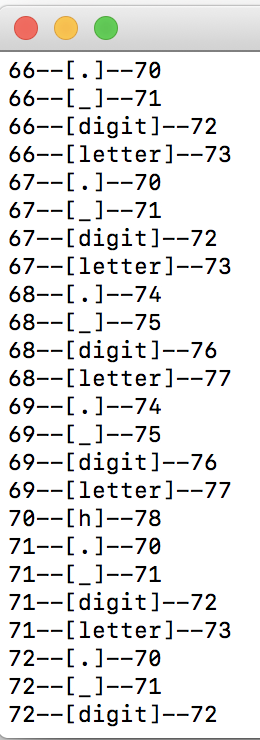 66--[.]--70
66--[_]--71
66--[digit]--72
66--[letter]--73
67--[.]--70
67--[_]--71
67--[digit]--72
67--[letter]--73
68--[.]--74
68--[_]--75
68--[digit]--76
68--[letter]--77
69--[.]--74
69--[_]--75
69--[digit]--76
69--[letter]--77
70--[h]--78
71--[.]--70
71--[_]--71
71--[digit]--72
71--[letter]--73
72--[.]--70
72--[_]--71
72--[digit]--72